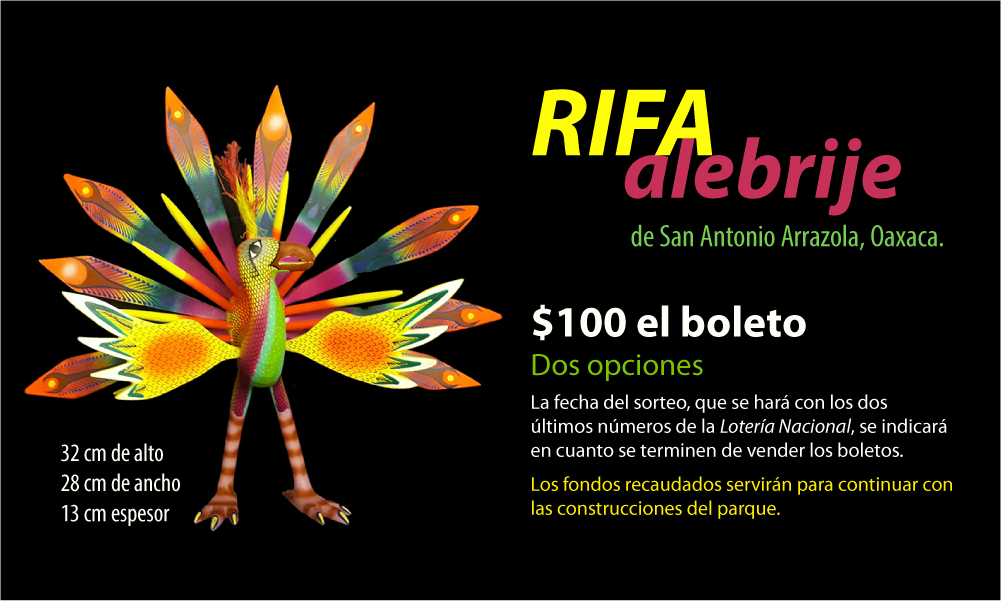 RIFA
alebrije
de San Antonio Arrazola, Oaxaca.
$100 el boleto
Dos opciones
La fecha del sorteo, que se hará con los dos
últimos números de la Lotería Nacional, se indicará
en cuanto se terminen de vender los boletos.
Los fondos recaudados servirán para continuar con
las construcciones del parque.
32 cm de alto
28 cm de ancho
13 cm espesor